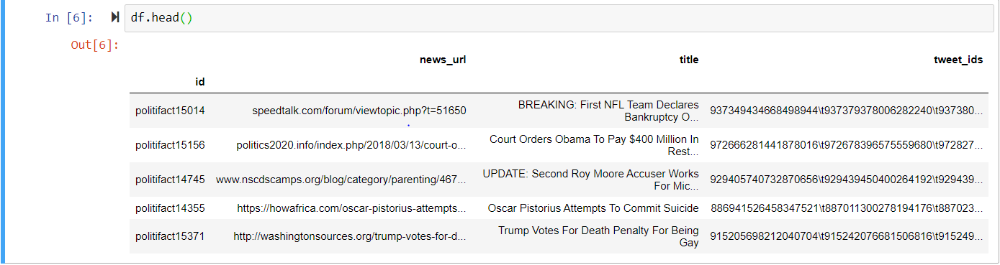 In [6]: df.head()
Out[6]:
news_url title tweet_ids
id
politifact15014 speedtalk.com/forum/viewtopic.php?t=51650 BREAKING: First NFL Team Declares Bankruptcy O... 937349434668498944\t937379378006282240\t937380...
politifact15156 politics2020.info/index.php/2018/03/13/court-o... Court Orders Obama To Pay $400 Million In Rest... 972666281441878016\t972678396575559680\t972827...
politifact14745 www.nscdscamps.org/blog/category/parenting/467... UPDATE: Second Roy Moore Accuser Works For Mic... 929405740732870656\t929439450400264192\t929439...
politifact14355 https://howafrica.com/oscar-pistorius-attempts... Oscar Pistorius Attempts To Commit Suicide 886941526458347521\t887011300278194176\t887023...
politifact15371 http://washingtonsources.org/trump-votes-for-d... Trump Votes For Death Penalty For Being Gay 915205698212040704\t915242076681506816\t915249...